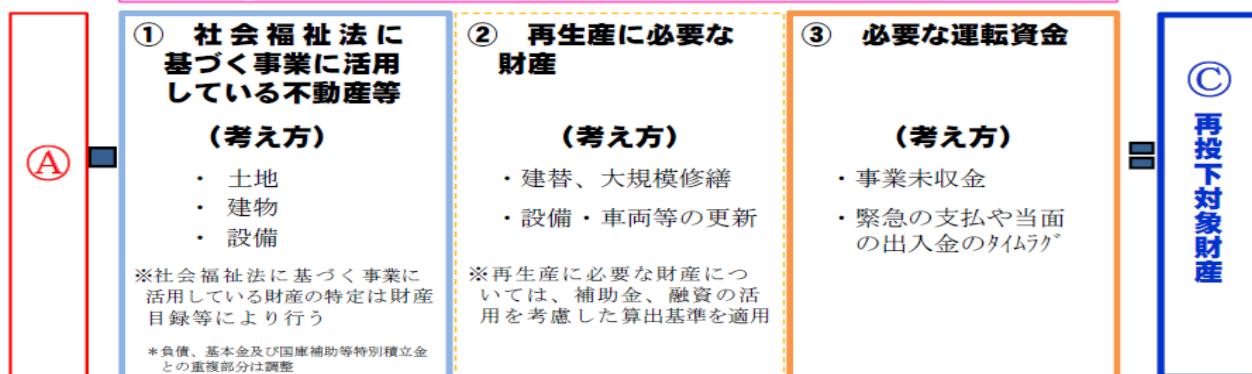 Ⓐ
① 社会福祉法に
基づく事業に活用
している不動産等
(考え方)
・ 土地
・ 建物
・ 設備
※社会福祉法に基づく事業に
活用している財産の特定は財産
目録等により行う
*負債、基本金及び国庫補助等特別積立金
との重複部分は調整
② 再生産に必要な
財産
(考え方)
・建替、大規模修繕
・設備・車両等の更新
※再生産に必要な財産につ
いては、補助金、融資の活
用を考慮した算出基準を適用
③ 必要な運転資金
(考え方)
・事業未収金
・緊急の支払や当面
の出入金のタイムラグ
Ⓒ
再投下対象財産